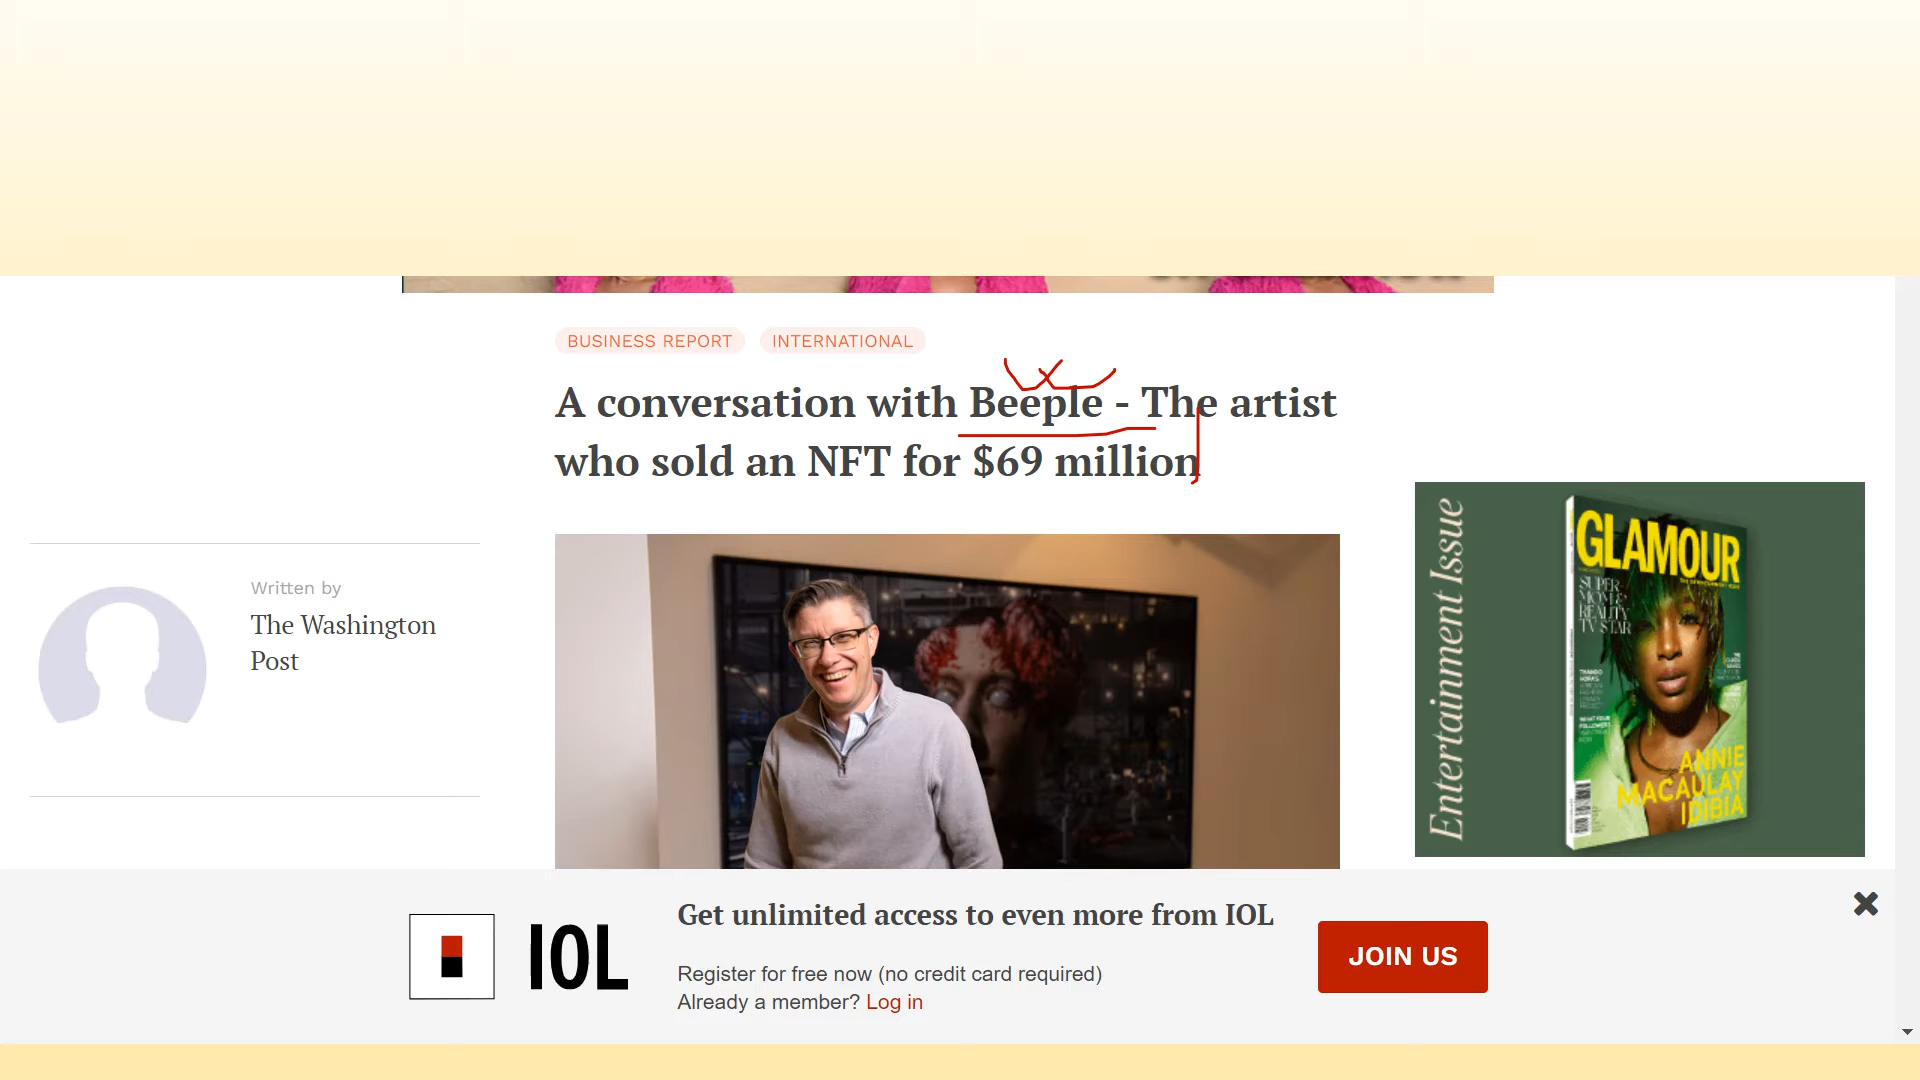 BUSINESS REPORT INTERNATIONAL
A conversation with Beeple - The artist
who sold an NFT for $69 million
Written by
The Washington
Post
Entertainment Issue
GLAMOUR
SUPER-
MODEL
REALITY
TV STAR
ANNIE
MACAULAY
IDIBIA
IOL
Get unlimited access to even more from IOL
Register for free now (no credit card required)
Already a member? Log in
JOIN US